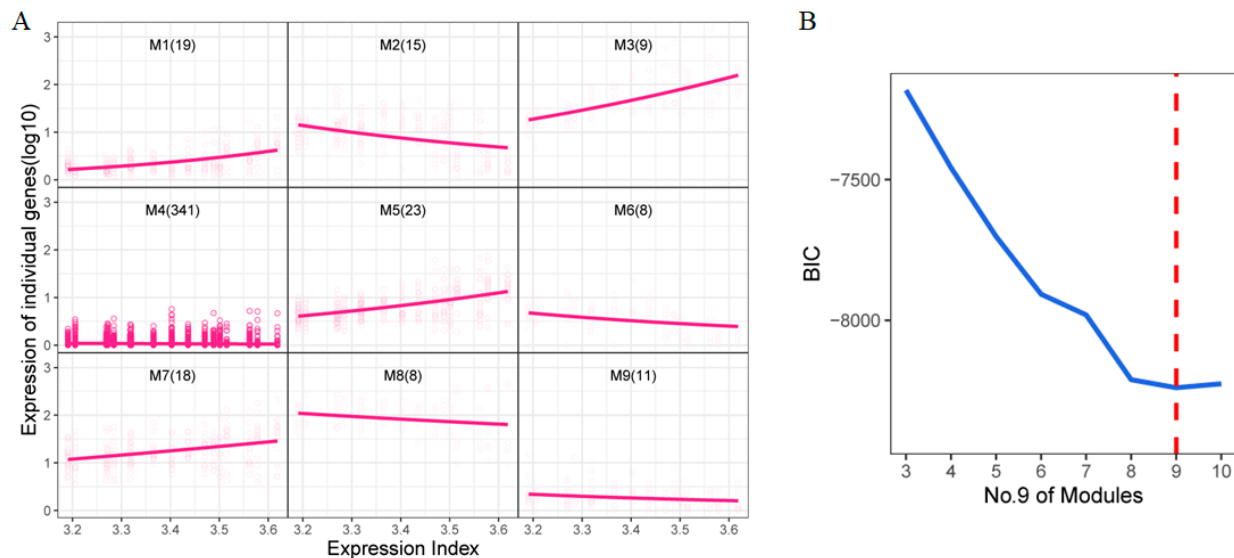 A
B
Expression of individual genes(log10)
M1(19)
M2(15)
M3(9)
3
2
1
0
M4(341)
M5(23)
M6(8)
3
2
1
0
M7(18)
M8(8)
M9(11)
3
2
1
0
3.2 3.3 3.4 3.5 3.6
3.2 3.3 3.4 3.5 3.6
3.2 3.3 3.4 3.5 3.6
Expression Index
BIC
-7500
-8000
3 4 5 6 7 8 9 10
No.9 of Modules